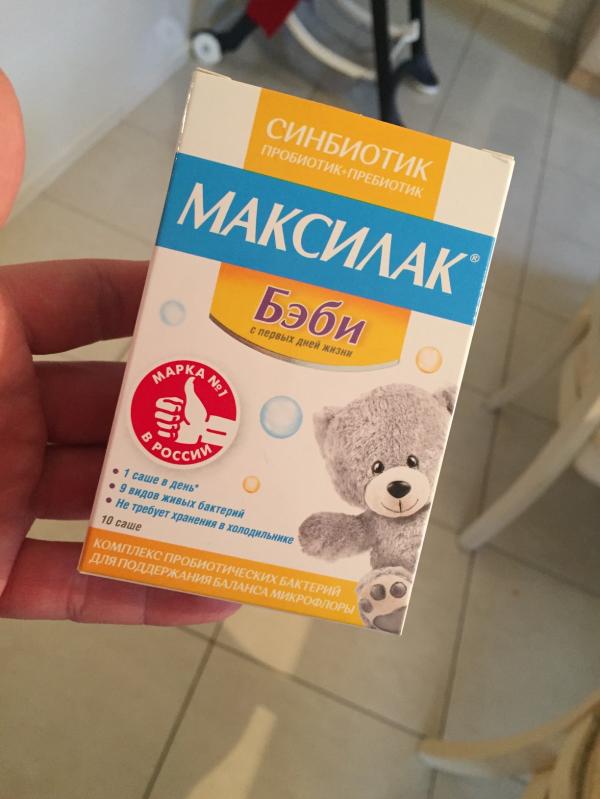 СИНБИОТИК
ПРОБИОТИК+ПРЕБИОТИК
МАКСИЛАК®
Бэби
с первых дней жизни
МАРКА №1
В РОССИИ
• 1 саше в день*
• 9 видов живых бактерий
• Не требует хранения в холодильнике
10 саше
КОМПЛЕКС ПРОБИОТИЧЕСКИХ БАКТЕРИЙ
ДЛЯ ПОДДЕРЖАНИЯ БАЛАНСА МИКРОФЛОРЫ